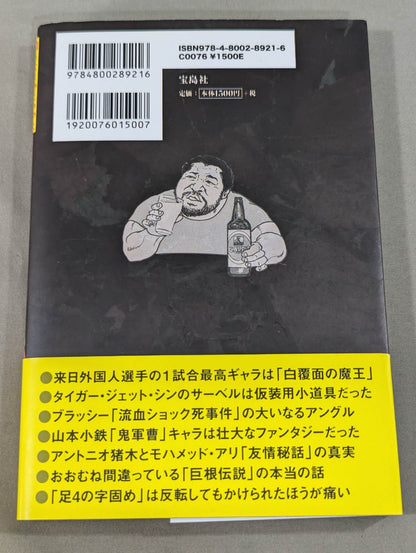 ISBN978-4-8002-8921-6
C0076 ¥1500E
9784800289216
1920076015007
宝島社
定価：本体1500円+税
●来日外国人選手の1試合最高ギャラは「白覆面の魔王」
●タイガー・ジェット・シンのサーベルは仮装用小道具だった
●ブラッシー「流血ショック死事件」の大いなるアングル
●山本小鉄「鬼軍曹」キャラは壮大なファンタジーだった
●アントニオ猪木とモハメッド・アリ「友情秘話」の真実
●おおむね間違っている「巨根伝説」の本当の話
●「足4の字固め」は反転してもかけられたほうが痛い